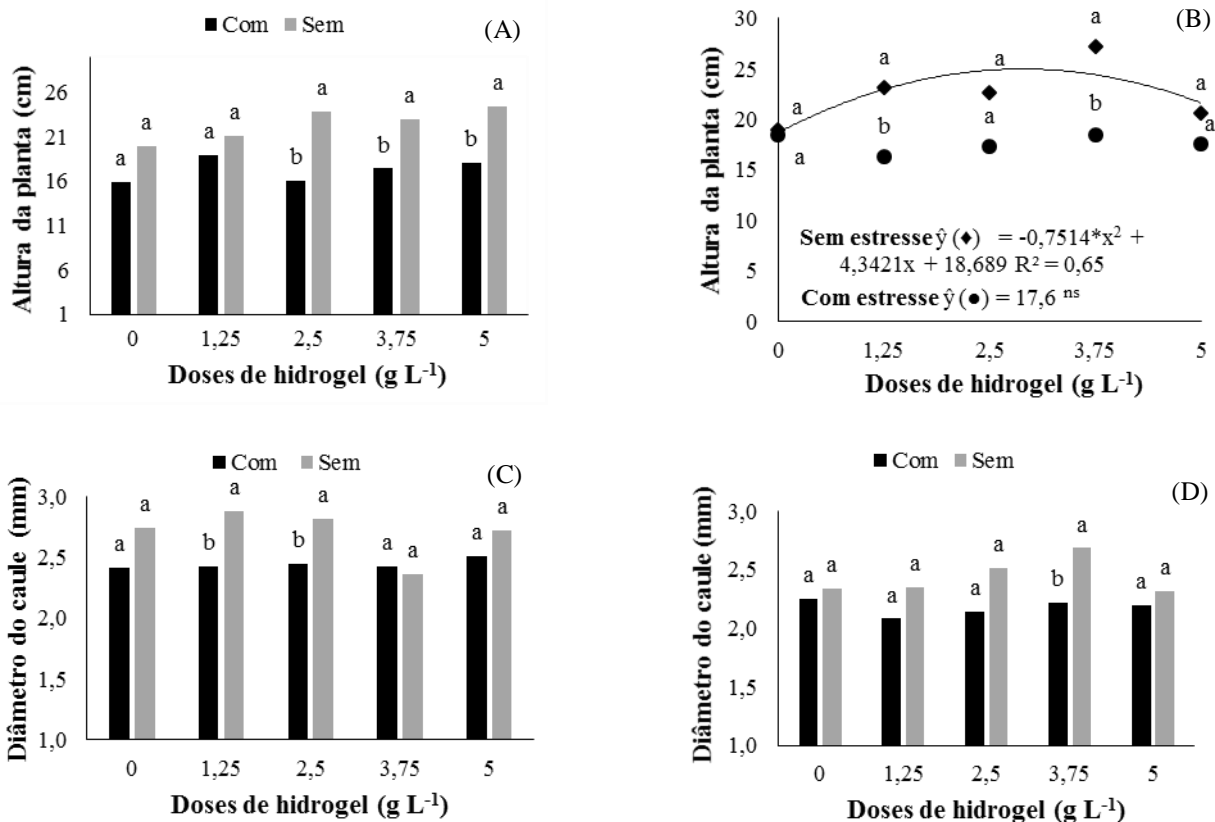 ■ Com ■ Sem
(A)
Altura da planta (cm)
26
21
16
11
6
1
a a a a b a b a b a
0 1,25 2,5 3,75 5
Doses de hidrogel (g L⁻¹)
(B)
Altura da planta (cm)
30
25
20
15
10
5
0
a a a a a
a b a b a
Sem estresse ŷ (♦) = -0,7514*x² +
4,3421x + 18,689 R² = 0,65
Com estresse ŷ (●) = 17,6 ⁿˢ
0 1,25 2,5 3,75 5
Doses de hidrogel (g L⁻¹)
■ Com ■ Sem
(C)
Diâmetro do caule (mm)
3,0
2,5
2,0
1,5
1,0
a a b a b a a a a a
0 1,25 2,5 3,75 5
Doses de hidrogel (g L⁻¹)
■ Com ■ Sem
(D)
Diâmetro do caule (mm)
3,0
2,5
2,0
1,5
1,0
a a a a a a b a a a
0 1,25 2,5 3,75 5
Doses de hidrogel (g L⁻¹)